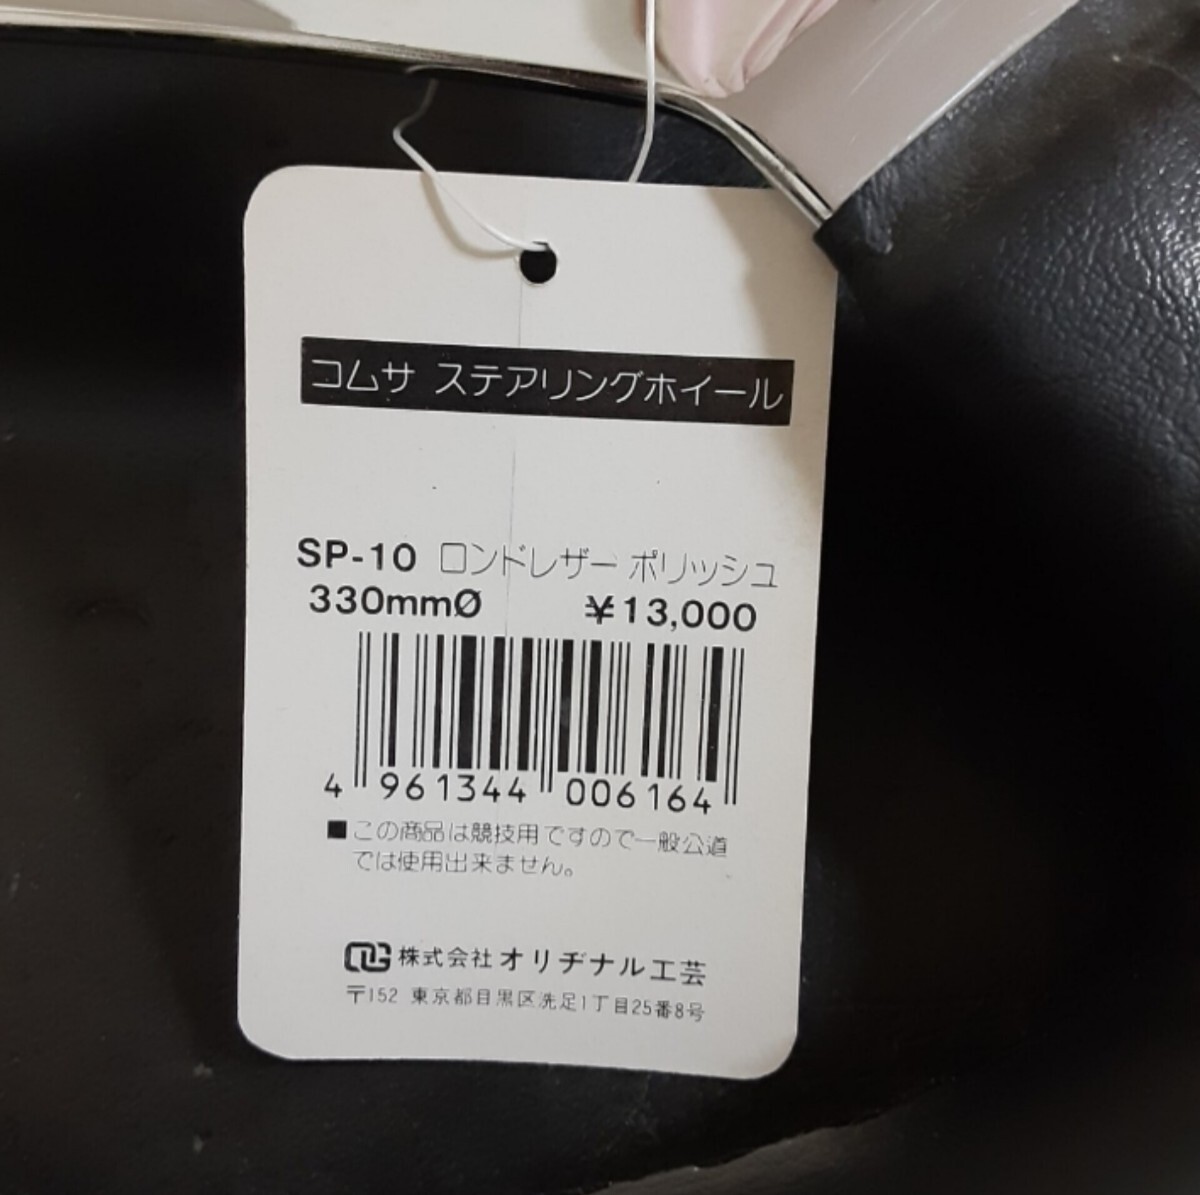 コムサ ステアリングホイール
SP-10 ロンドレザー ポリッシュ
330mmØ ¥13,000
4 961344 006164
■この商品は競技用ですので一般公道
では使用出来ません。
株式会社オリヂナル工芸
〒152 東京都目黒区洗足1丁目25番8号